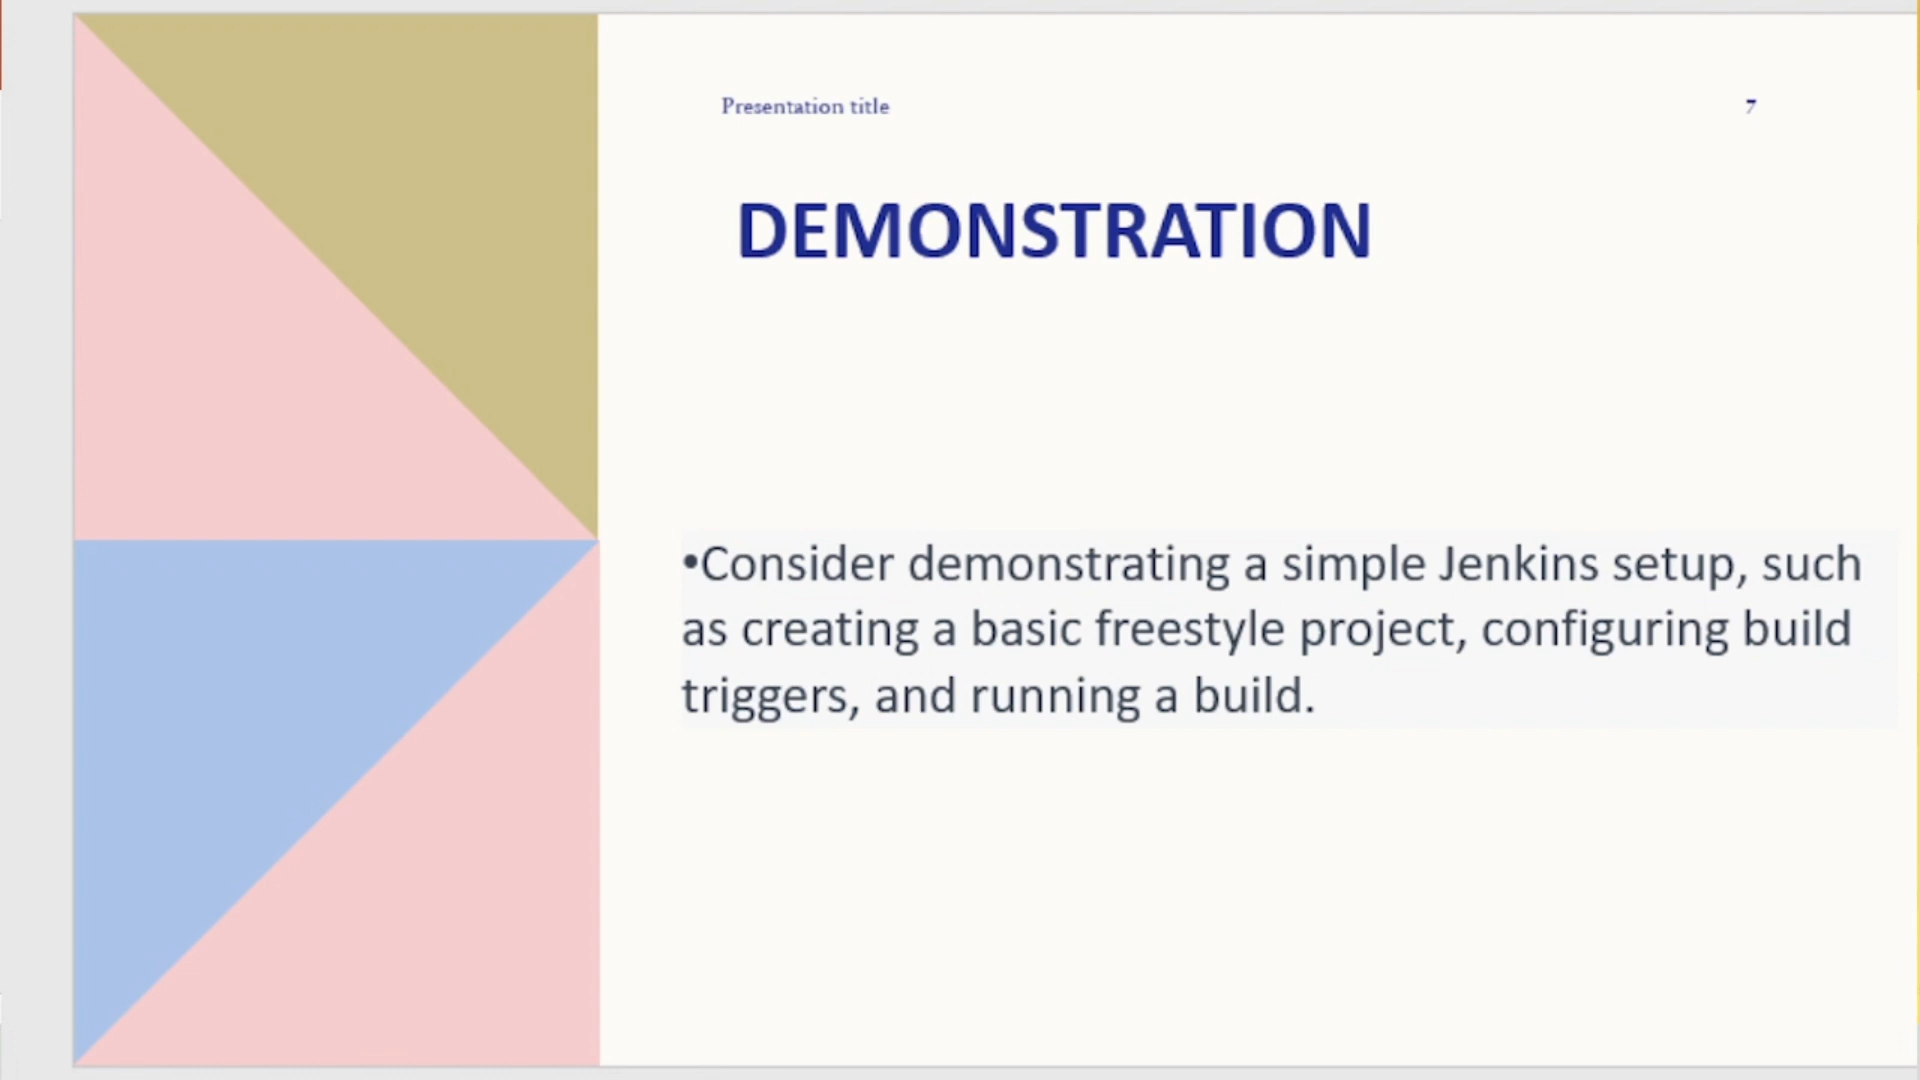 Presentation title
7
DEMONSTRATION
•Consider demonstrating a simple Jenkins setup, such
as creating a basic freestyle project, configuring build
triggers, and running a build.